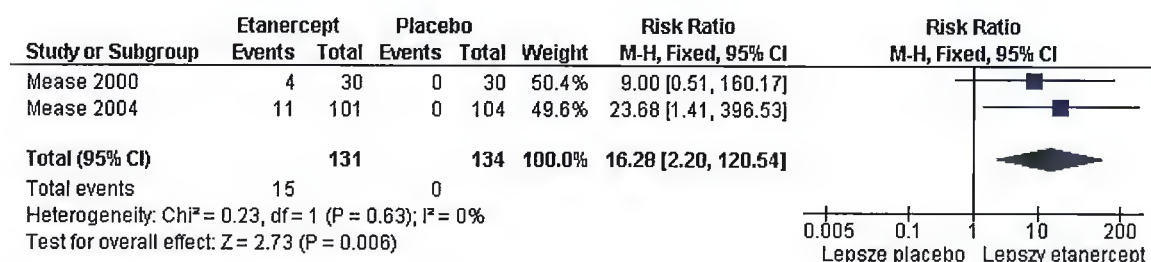 Etanercept Placebo Risk Ratio Risk Ratio
Study or Subgroup Events Total Events Total Weight M-H, Fixed, 95% CI M-H, Fixed, 95% CI
Mease 2000 4 30 0 30 50.4% 9.00 [0.51, 160.17]
Mease 2004 11 101 0 104 49.6% 23.68 [1.41, 396.53]
Total (95% CI) 131 134 100.0% 16.28 [2.20, 120.54]
Total events 15 0
Heterogeneity: Chi² = 0.23, df = 1 (P = 0.63); I² = 0%
Test for overall effect: Z = 2.73 (P = 0.006)
0.005 0.1 1 10 200
Lepsze placebo Lepszy etanercept